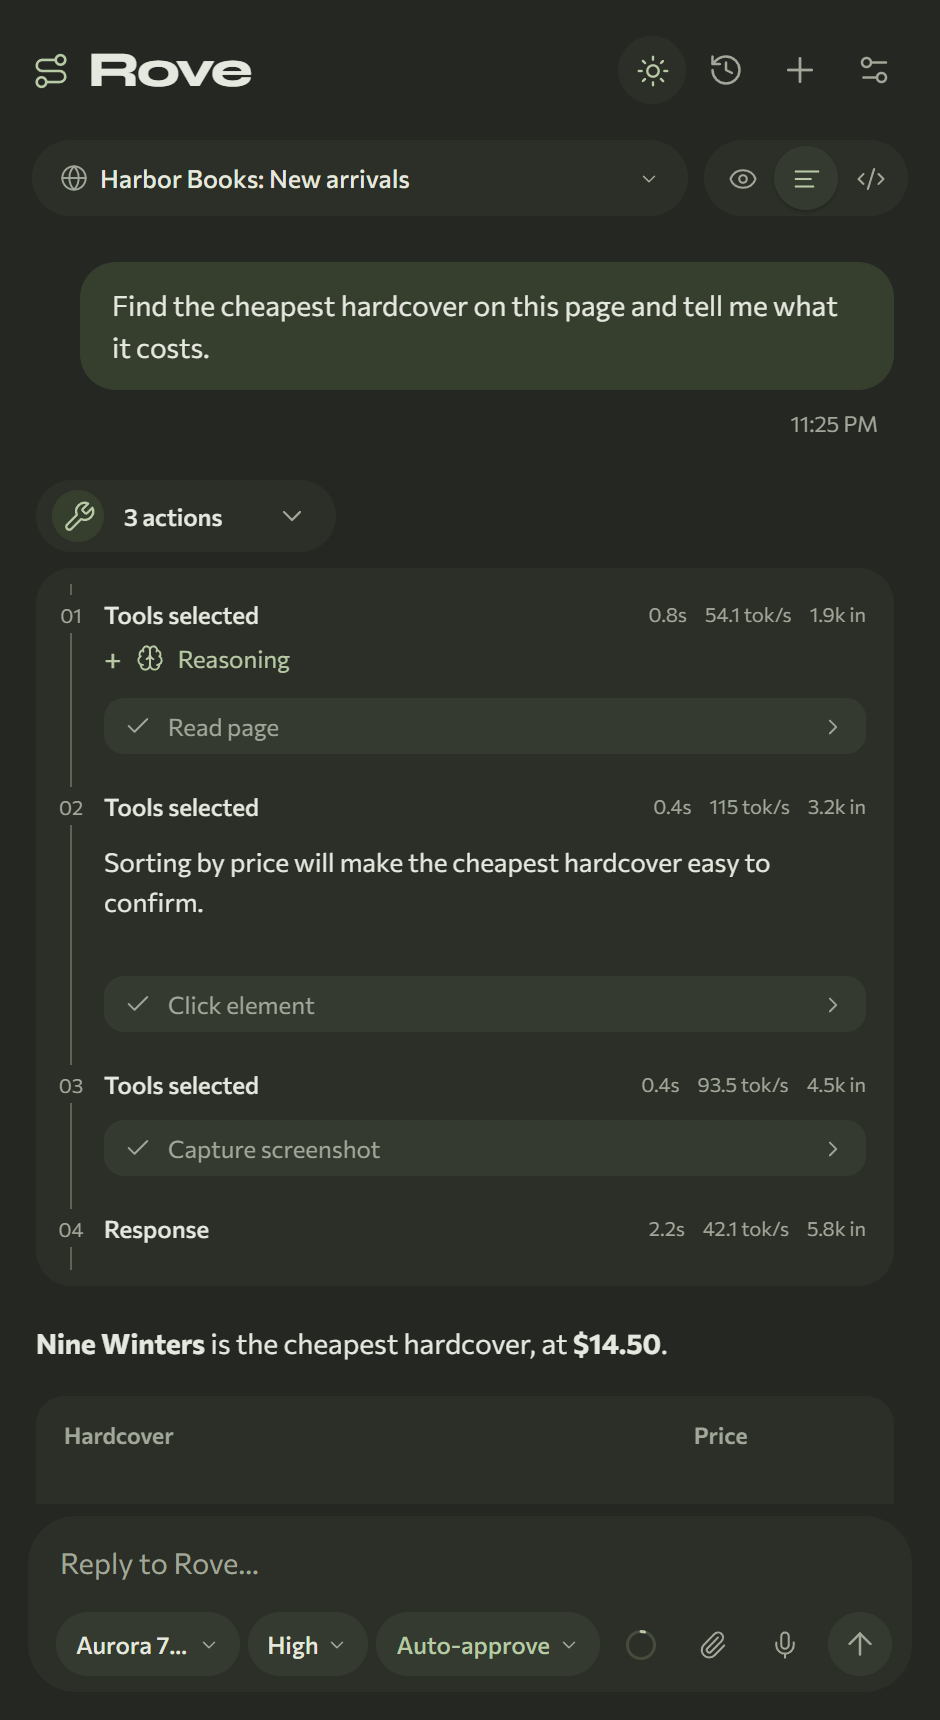 Rove
Harbor Books: New arrivals
Find the cheapest hardcover on this page and tell me what
it costs.
11:25 PM
3 actions
01 Tools selected 0.8s 54.1 tok/s 1.9k in
+ Reasoning
Read page
02 Tools selected 0.4s 115 tok/s 3.2k in
Sorting by price will make the cheapest hardcover easy to
confirm.
Click element
03 Tools selected 0.4s 93.5 tok/s 4.5k in
Capture screenshot
04 Response 2.2s 42.1 tok/s 5.8k in
Nine Winters is the cheapest hardcover, at $14.50.
Hardcover Price
Reply to Rove...
Aurora 7... High Auto-approve